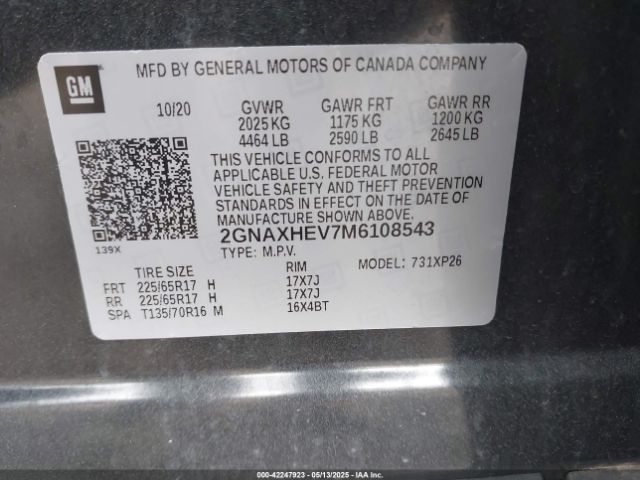 GM
MFD BY GENERAL MOTORS OF CANADA COMPANY
10/20 GVWR GAWR FRT GAWR RR
2025 KG 1175 KG 1200 KG
4464 LB 2590 LB 2645 LB
THIS VEHICLE CONFORMS TO ALL
APPLICABLE U.S. FEDERAL MOTOR
VEHICLE SAFETY AND THEFT PREVENTION
STANDARDS IN EFFECT ON THE DATE OF
MANUFACTURE SHOWN ABOVE.
139X
2GNAXHEV7M6108543
TYPE: M.P.V. MODEL: 731XP26
TIRE SIZE RIM
FRT 225/65R17 H 17X7J
RR 225/65R17 H 17X7J
SPA T135/70R16 M 16X4BT
000-42247923 --- 05/13/2025 --- IAA Inc.